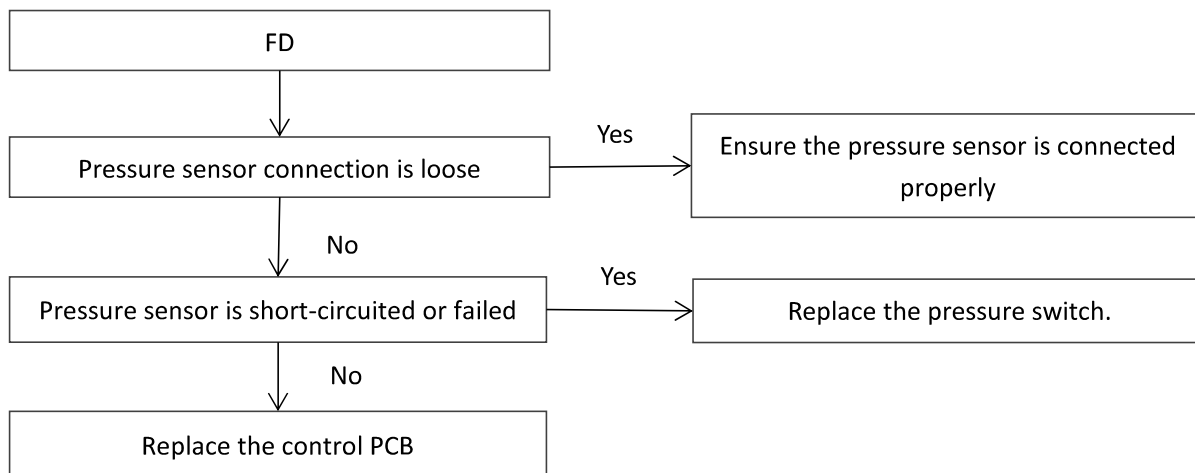 FD
Pressure sensor connection is loose
Yes
Ensure the pressure sensor is connected
properly
No
Pressure sensor is short-circuited or failed
Yes
Replace the pressure switch.
No
Replace the control PCB